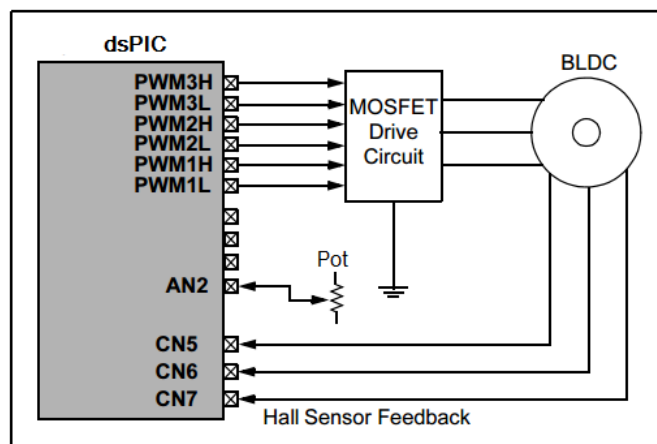 dsPIC
PWM3H
PWM3L
PWM2H
PWM2L
PWM1H
PWM1L
AN2
CN5
CN6
CN7
MOSFET
Drive
Circuit
BLDC
Pot
Hall Sensor Feedback